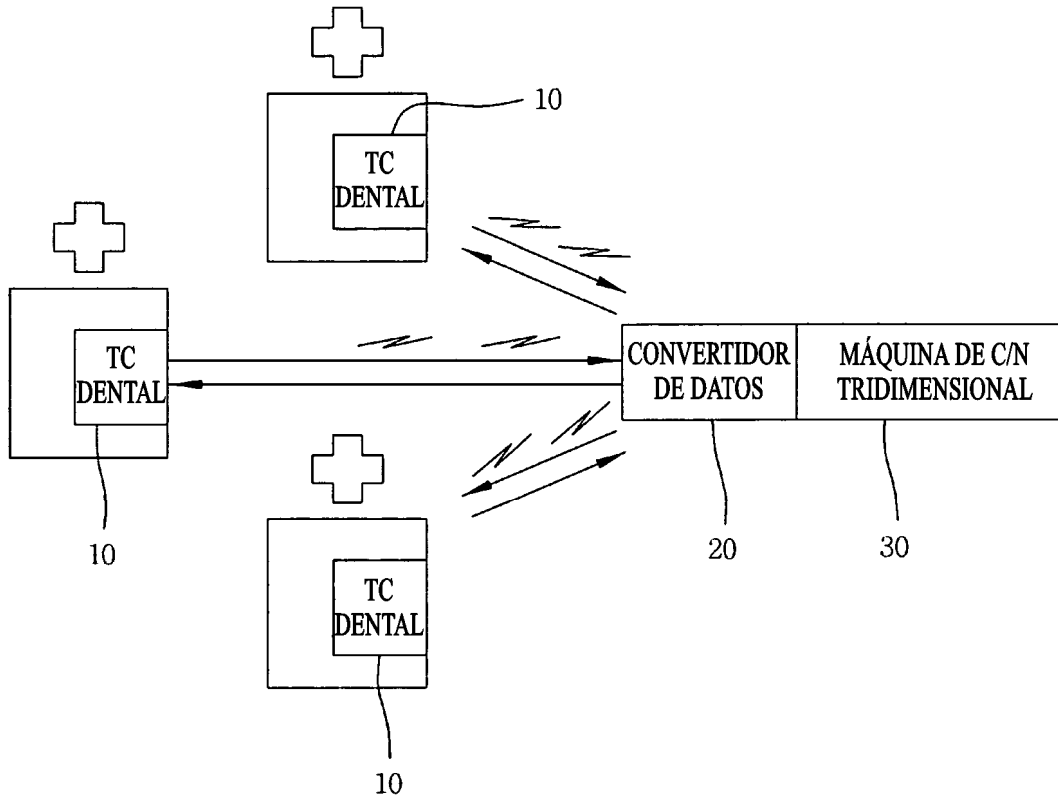 10
TC
DENTAL
TC
DENTAL
10
CONVERTIDOR
DE DATOS
MÁQUINA DE C/N
TRIDIMENSIONAL
20
30
TC
DENTAL
10